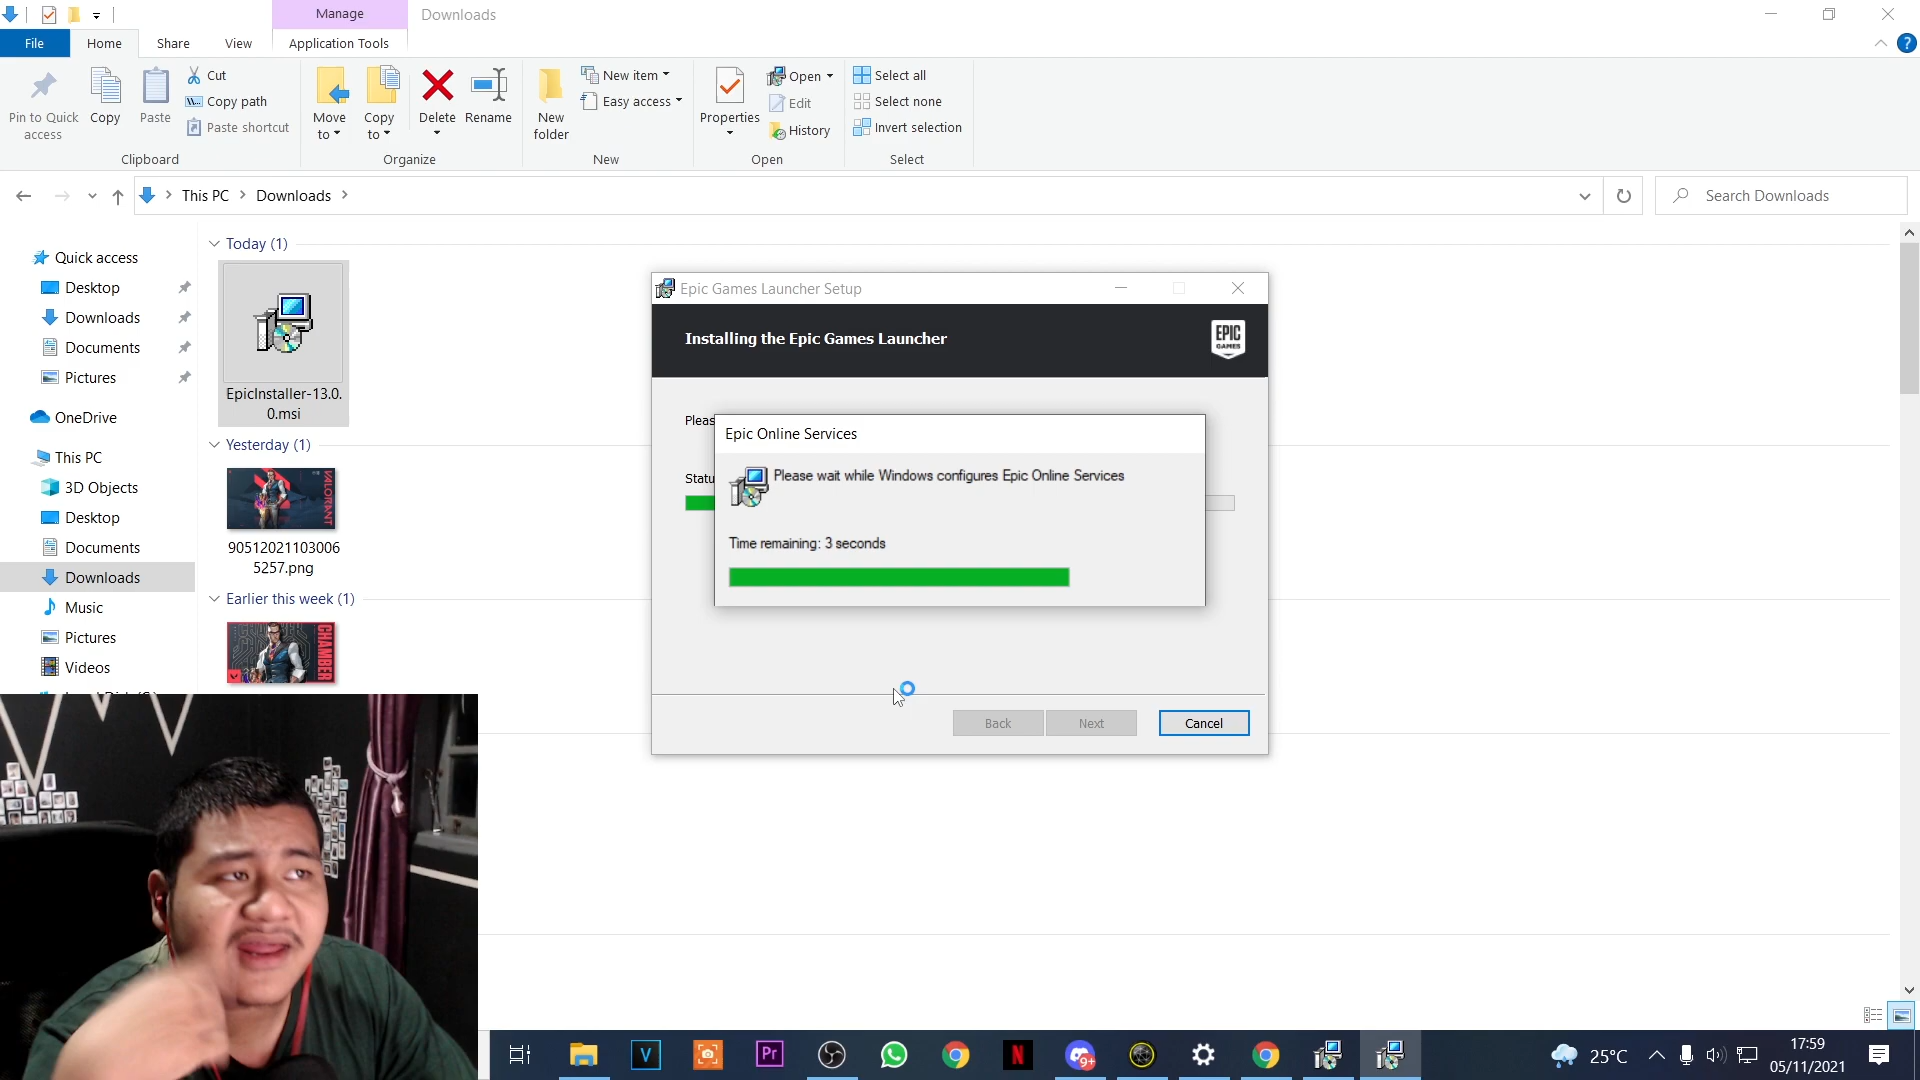 Manage
Downloads
File
Home
Share
View
Application Tools
Pin to Quick access
Copy
Paste
Cut
Copy path
Paste shortcut
Clipboard
Move to
Copy to
Delete
Rename
Organize
New folder
New item
Easy access
New
Properties
Open
Edit
History
Open
Select all
Select none
Invert selection
Select
This PC
Downloads
Search Downloads
Quick access
Desktop
Downloads
Documents
Pictures
OneDrive
This PC
3D Objects
Desktop
Documents
Downloads
Music
Pictures
Videos
Today (1)
EpicInstaller-13.0.
0.msi
Yesterday (1)
VALORANT
90512021103006
5257.png
Earlier this week (1)
CHAMBER
Epic Games Launcher Setup
Installing the Epic Games Launcher
EPIC
GAMES
Pleas
Statu
Epic Online Services
Please wait while Windows configures Epic Online Services
Time remaining: 3 seconds
Back
Next
Cancel
V
Pr
N
9+
25°C
17:59
05/11/2021